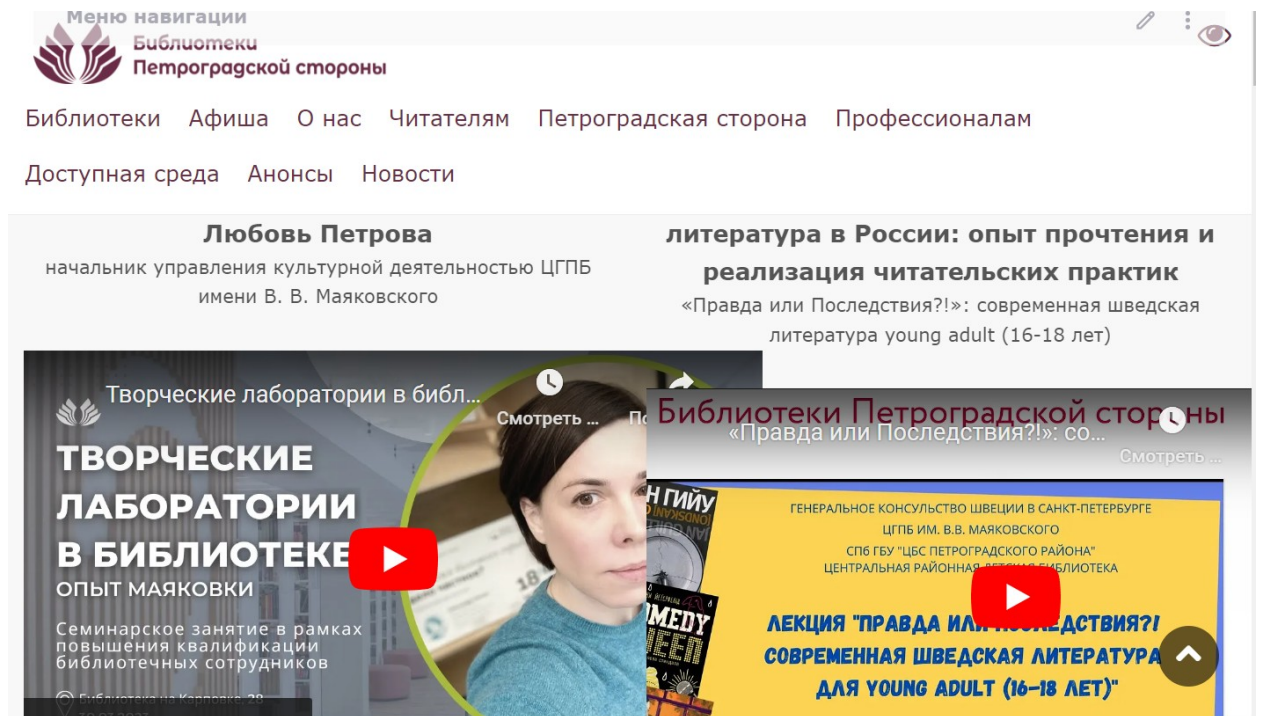 Меню навигации
Библиотеки
Петроградской стороны
Библиотеки Афиша О нас Читателям Петроградская сторона Профессионалам
Доступная среда Анонсы Новости
Любовь Петрова
начальник управления культурной деятельностью ЦГПБ
имени В. В. Маяковского
литература в России: опыт прочтения и
реализация читательских практик
«Правда или Последствия?!»: современная шведская
литература young adult (16-18 лет)
Творческие лаборатории в библ...
Смотреть ...
ТВОРЧЕСКИЕ
ЛАБОРАТОРИИ
В БИБЛИОТЕКЕ
ОПЫТ МАЯКОВКИ
Семинарское занятие в рамках
повышения квалификации
библиотечных сотрудников
Библиотека на Карповке, 28
18
Библиотеки Петроградской стороны
«Правда или Последствия?!»: со...
Смотреть ...
Н ГИЙУ
ГЕНЕРАЛЬНОЕ КОНСУЛЬСТВО ШВЕЦИИ В САНКТ-ПЕТЕРБУРГЕ
ЦГПБ ИМ. В.В. МАЯКОВСКОГО
СПб ГБУ "ЦБС ПЕТРОГРАДСКОГО РАЙОНА"
ЦЕНТРАЛЬНАЯ РАЙОННАЯ ДЕТСКАЯ БИБЛИОТЕКА
ЛЕКЦИЯ "ПРАВДА ИЛИ ПОСЛЕДСТВИЯ?!
СОВРЕМЕННАЯ ШВЕДСКАЯ ЛИТЕРАТУРА
ДЛЯ YOUNG ADULT (16-18 ЛЕТ)"